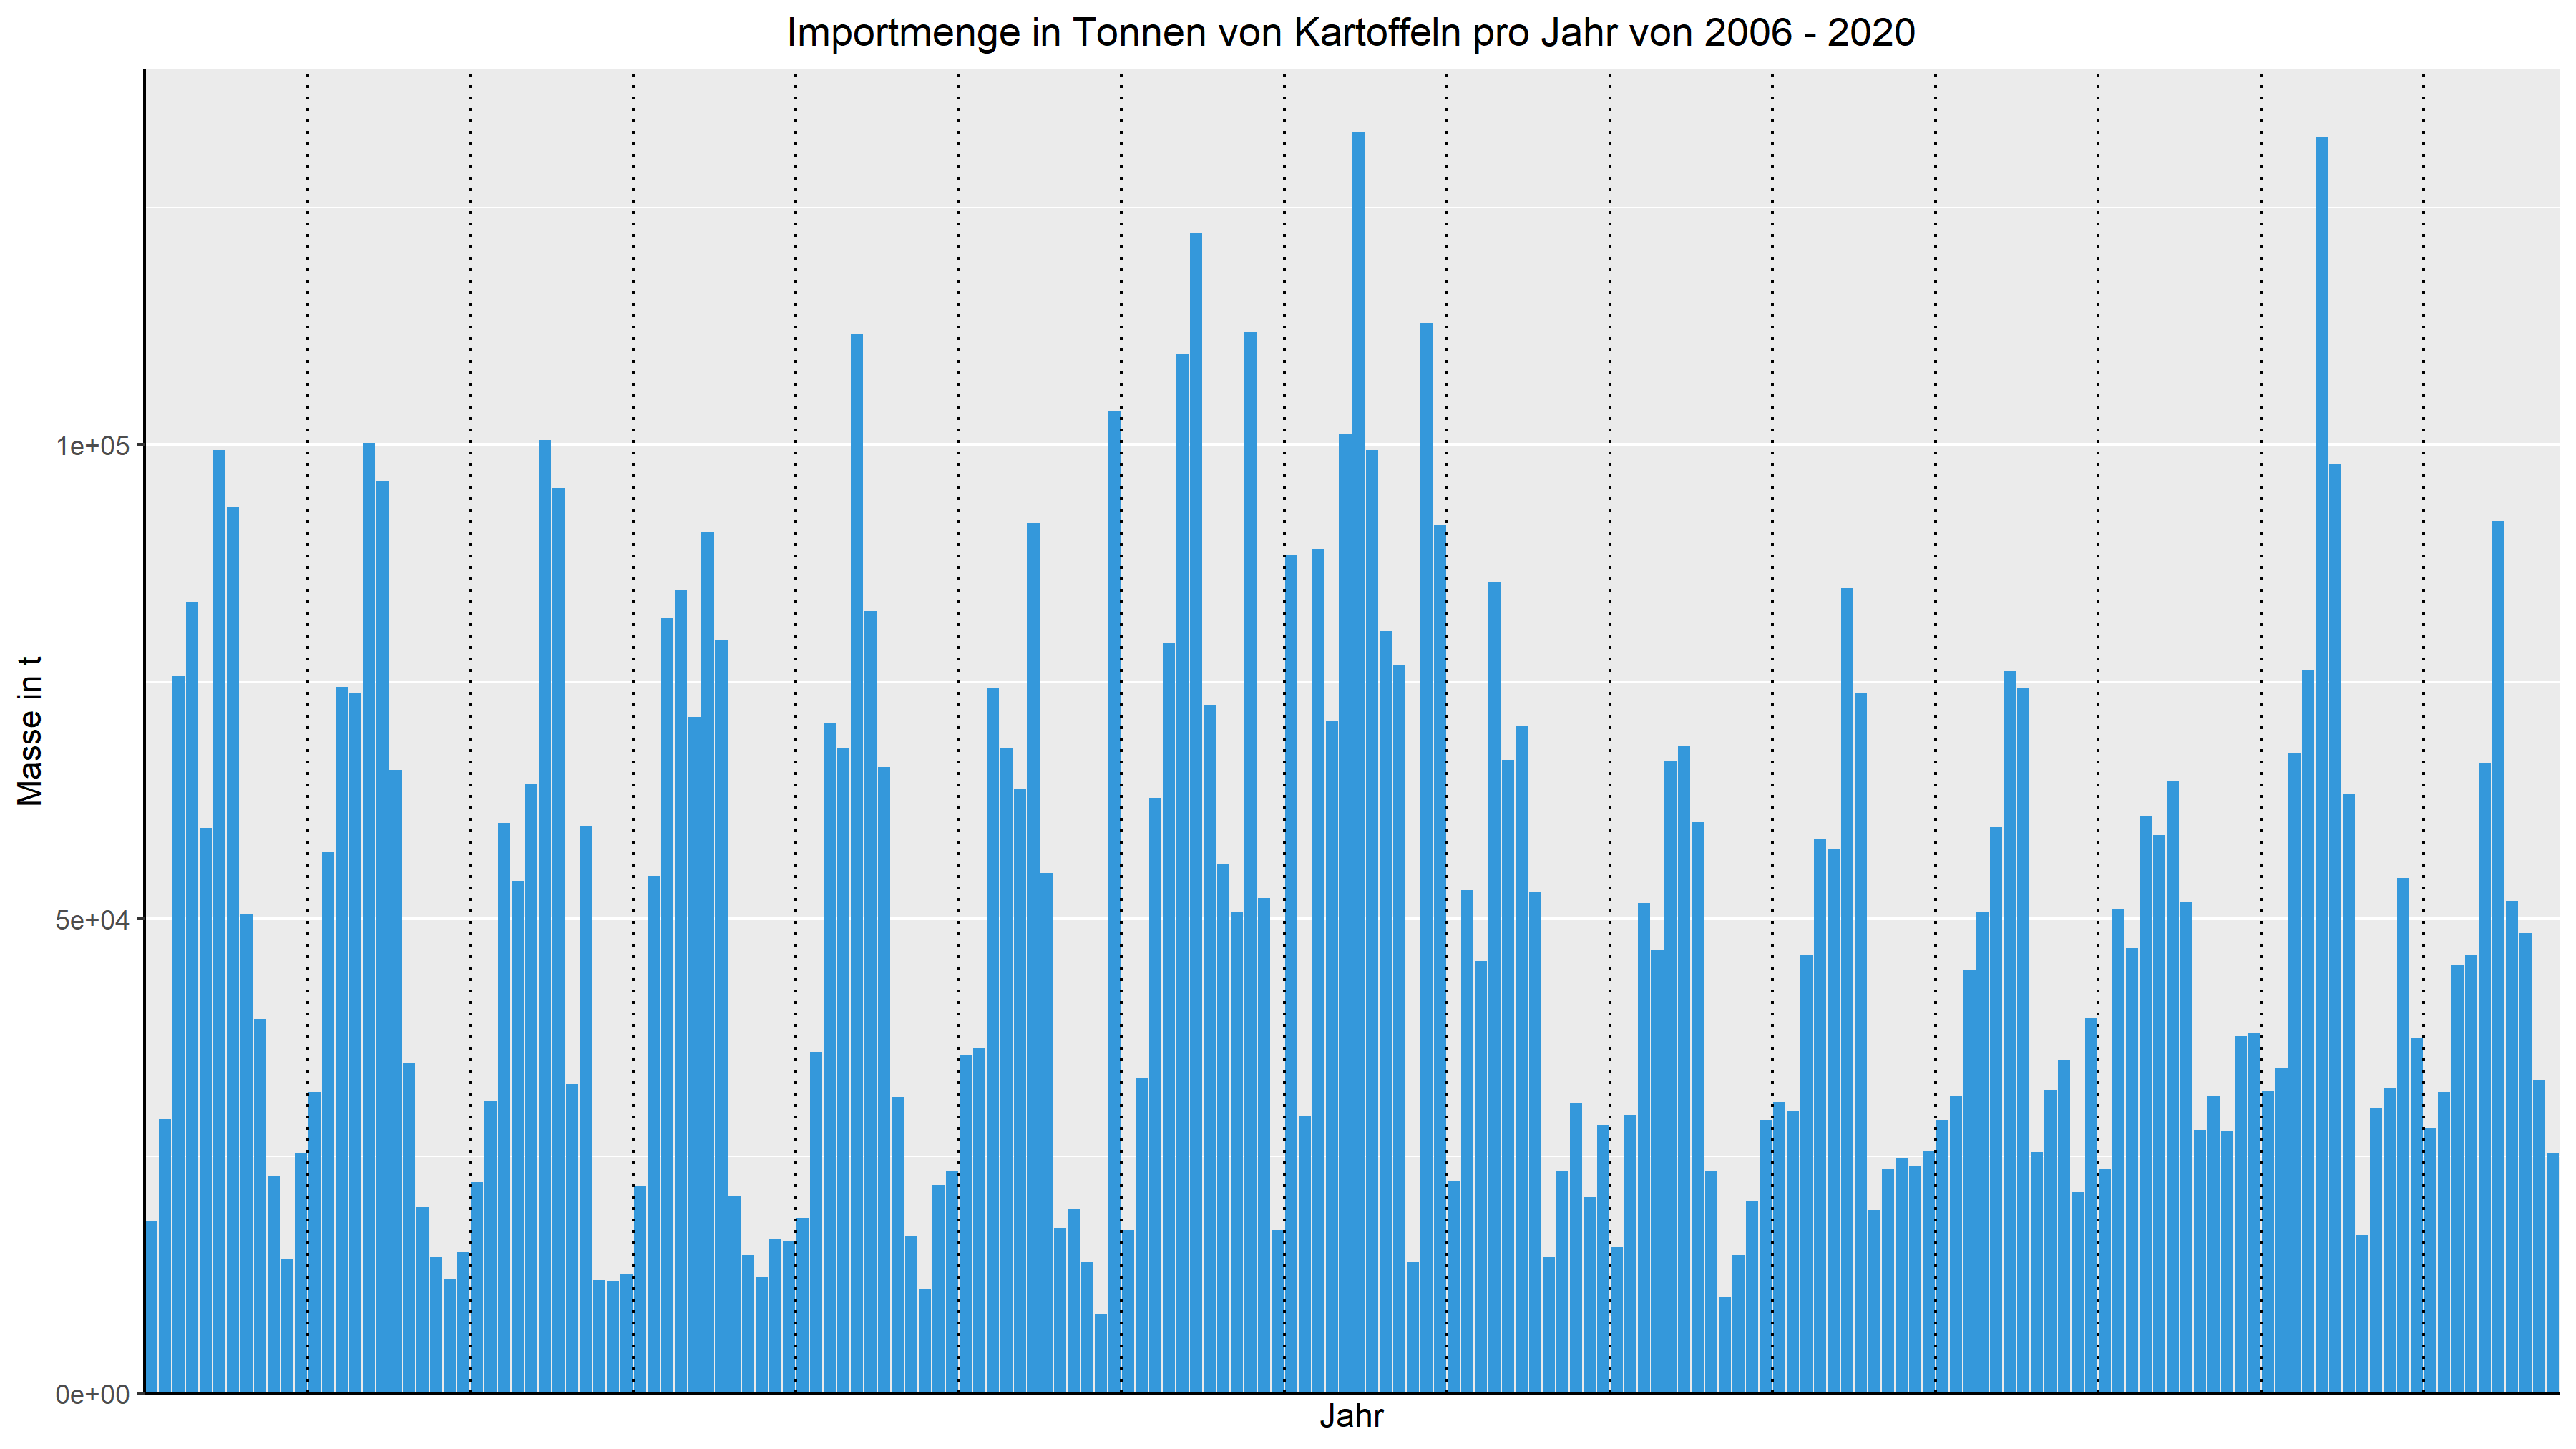 Importmenge in Tonnen von Kartoffeln pro Jahr von 2006 - 2020
Masse in t
1e+05
5e+04
0e+00
Jahr